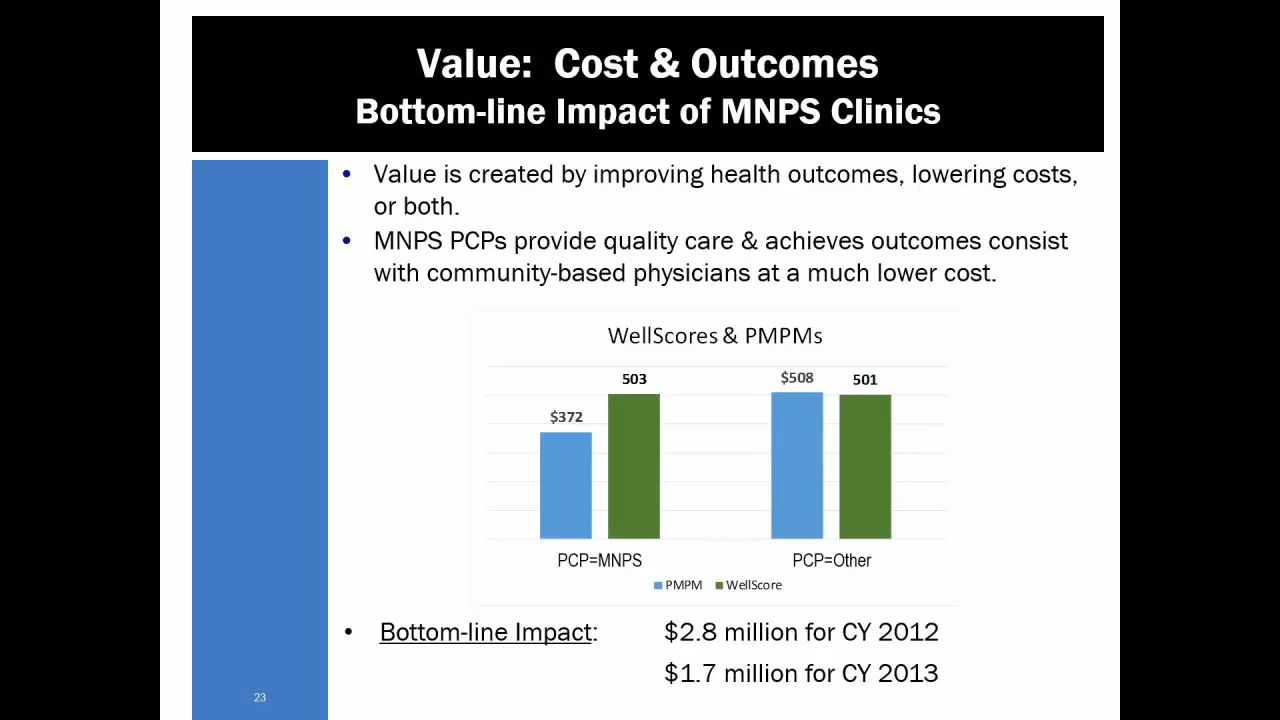 Value: Cost & Outcomes
Bottom-line Impact of MNPS Clinics
• Value is created by improving health outcomes, lowering costs,
or both.
• MNPS PCPs provide quality care & achieves outcomes consist
with community-based physicians at a much lower cost.
WellScores & PMPMs
$372
503
$508
501
PCP=MNPS
PCP=Other
PMPM
WellScore
• Bottom-line Impact: $2.8 million for CY 2012
$1.7 million for CY 2013
23